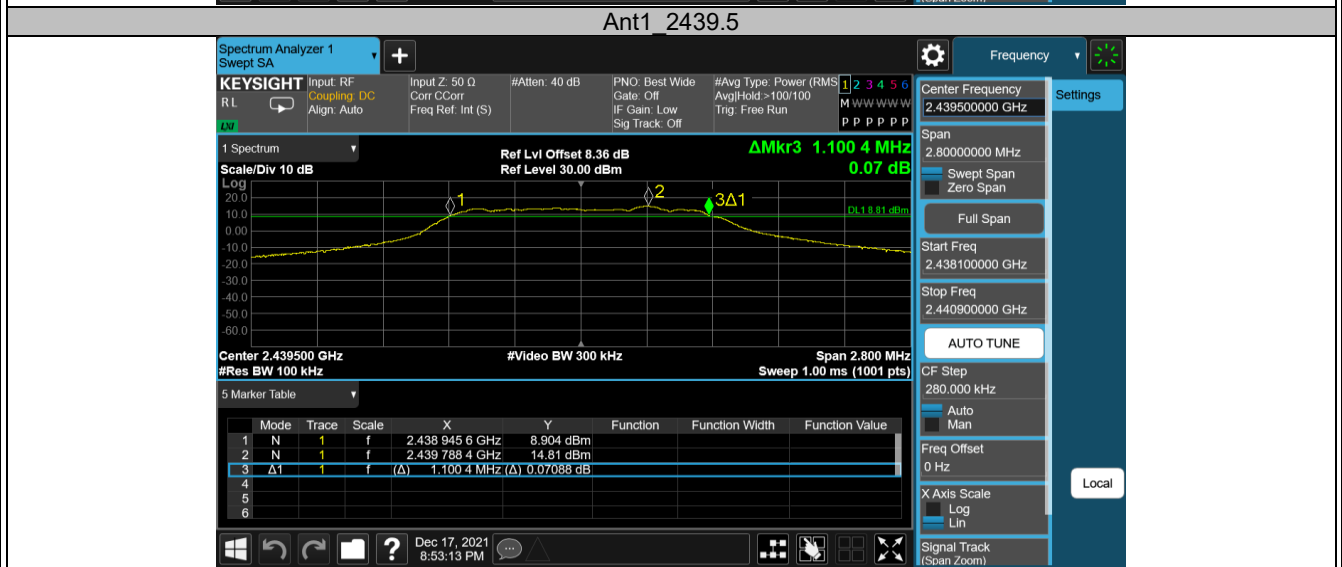 (Span Zoom)
Ant1_2439.5
Spectrum Analyzer 1
Swept SA
+
Frequency
KEYSIGHT
R L
LXI
Input: RF
Coupling: DC
Align: Auto
Input Z: 50 Ω
Corr CCorr
Freq Ref: Int (S)
#Atten: 40 dB
PNO: Best Wide
Gate: Off
IF Gain: Low
Sig Track: Off
#Avg Type: Power (RMS
Avg|Hold:>100/100
Trig: Free Run
1 2 3 4 5 6
M W W W W W
P P P P P P
Center Frequency
2.439500000 GHz
Settings
1 Spectrum
Scale/Div 10 dB
Log
Ref Lvl Offset 8.36 dB
Ref Level 30.00 dBm
ΔMkr3 1.100 4 MHz
0.07 dB
Span
2.80000000 MHz
Swept Span
Zero Span
Full Span
20.0
10.0
0.00
-10.0
-20.0
-30.0
-40.0
-50.0
-60.0
1
2
3Δ1
DL1 8.81 dBm
Start Freq
2.438100000 GHz
Stop Freq
2.440900000 GHz
AUTO TUNE
Center 2.439500 GHz
#Res BW 100 kHz
#Video BW 300 kHz
Span 2.800 MHz
Sweep 1.00 ms (1001 pts)
CF Step
280.000 kHz
Auto
Man
5 Marker Table
Mode Trace Scale X Y Function Function Width Function Value
1 N 1 f 2.438 945 6 GHz 8.904 dBm
2 N 1 f 2.439 788 4 GHz 14.81 dBm
3 Δ1 1 f (Δ) 1.100 4 MHz (Δ) 0.07088 dB
4
5
6
Freq Offset
0 Hz
X Axis Scale
Log
Lin
Local
Signal Track
(Span Zoom)
?
Dec 17, 2021
8:53:13 PM